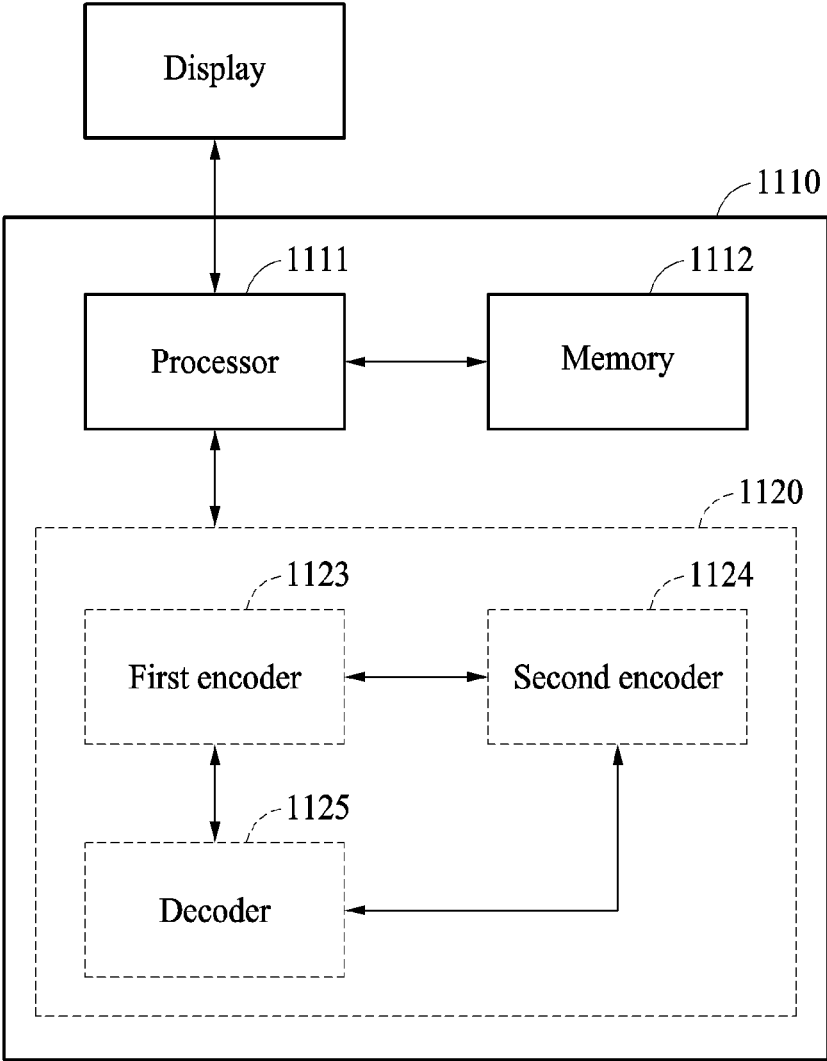 Display
1110
1111
1112
Processor
Memory
1120
1123
1124
First encoder
Second encoder
1125
Decoder